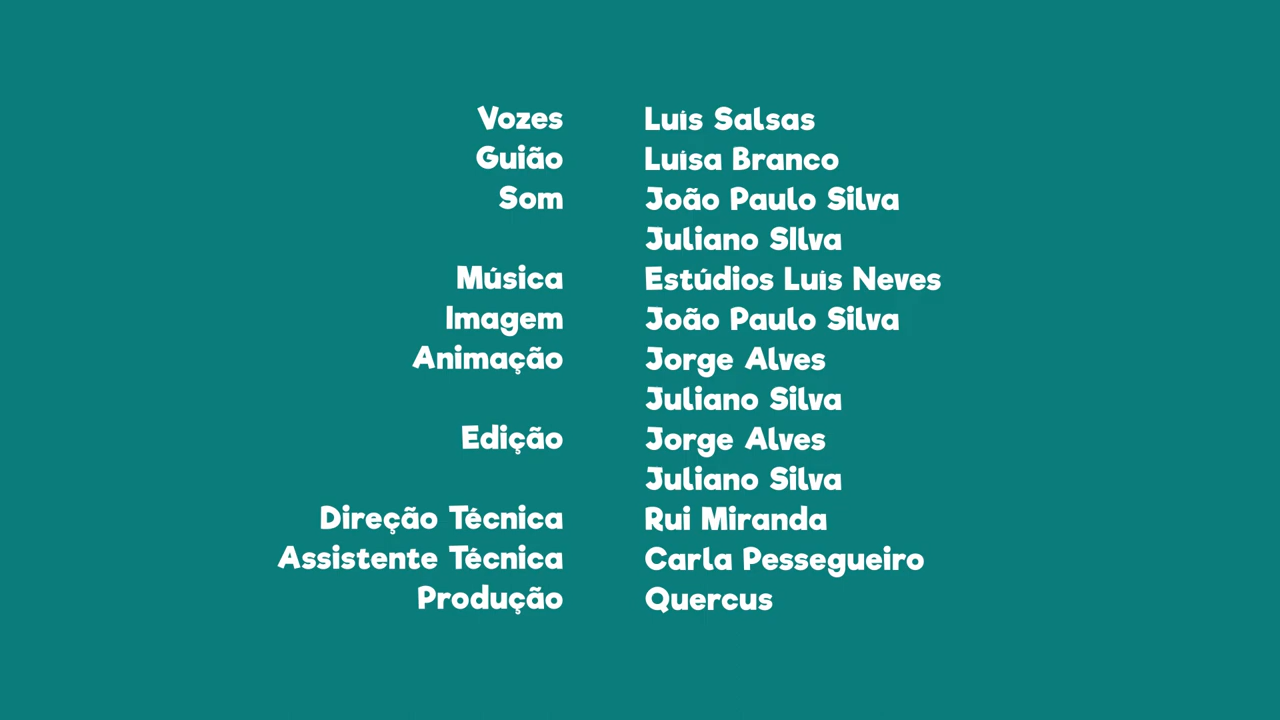 Vozes Luís Salsas
Guião Luísa Branco
Som João Paulo Silva
Juliano SIlva
Música Estúdios Luís Neves
Imagem João Paulo Silva
Animação Jorge Alves
Juliano Silva
Edição Jorge Alves
Juliano Silva
Direção Técnica Rui Miranda
Assistente Técnica Carla Pessegueiro
Produção Quercus